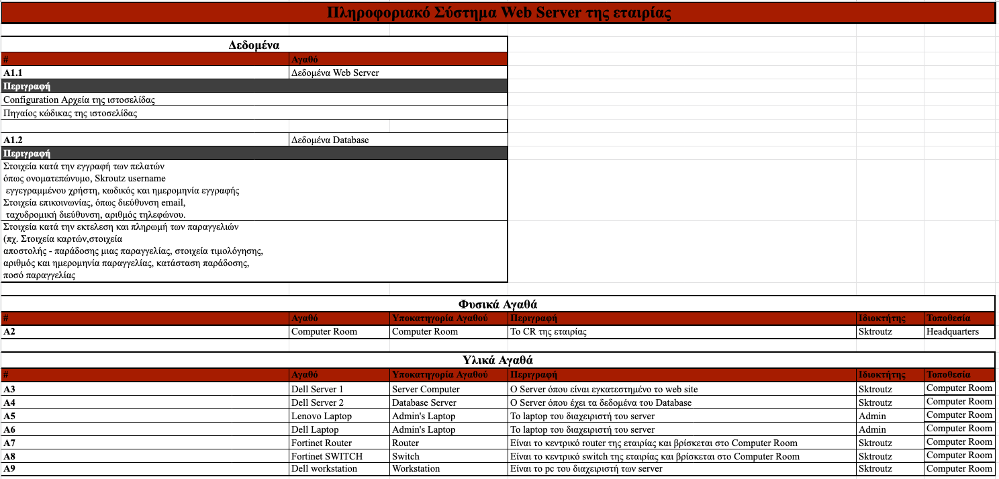 Πληροφοριακό Σύστημα Web Server της εταιρίας
Δεδομένα
# Αγαθό
A1.1 Δεδομένα Web Server
Περιγραφή
Configuration Αρχεία της ιστοσελίδας
Πηγαίος κώδικας της ιστοσελίδας
A1.2 Δεδομένα Database
Περιγραφή
Στοιχεία κατά την εγγραφή των πελατών
όπως ονοματεπώνυμο, Skroutz username
εγγεγραμμένου χρήστη, κωδικός και ημερομηνία εγγραφής
Στοιχεία επικοινωνίας, όπως διεύθυνση email,
ταχυδρομική διεύθυνση, αριθμός τηλεφώνου.
Στοιχεία κατά την εκτελεση και πληρωμή των παραγγελιών
(πχ. Στοιχεία καρτών,στοιχεία
αποστολής - παράδοσης μιας παραγγελίας, στοιχεία τιμολόγησης,
αριθμός και ημερομηνία παραγγελίας, κατάσταση παράδοσης,
ποσό παραγγελίας
Φυσικά Αγαθά
# Αγαθό Υποκατηγορία Αγαθού Περιγραφή Ιδιοκτήτης Τοποθεσία
A2 Computer Room Computer Room Το CR της εταιρίας Sktroutz Headquarters
Υλικά Αγαθά
# Αγαθό Υποκατηγορία Αγαθού Περιγραφή Ιδιοκτήτης Τοποθεσία
A3 Dell Server 1 Server Computer Ο Server όπου είναι εγκατεστημένο το web site Sktroutz Computer Room
A4 Dell Server 2 Database Server Ο Server όπου έχει τα δεδομένα του Database Sktroutz Computer Room
A5 Lenovo Laptop Admin's Laptop Το laptop του διαχειριστή του server Admin Computer Room
A6 Dell Laptop Admin's Laptop Το laptop του διαχειριστή του server Admin Computer Room
A7 Fortinet Router Router Είναι το κεντρικό router της εταιρίας και βρίσκεται στο Computer Room Sktroutz Computer Room
A8 Fortinet SWITCH Switch Είναι το κεντρικό switch της εταιρίας και βρίσκεται στο Computer Room Sktroutz Computer Room
A9 Dell workstation Workstation Είναι το pc του διαχειριστή των server Sktroutz Computer Room